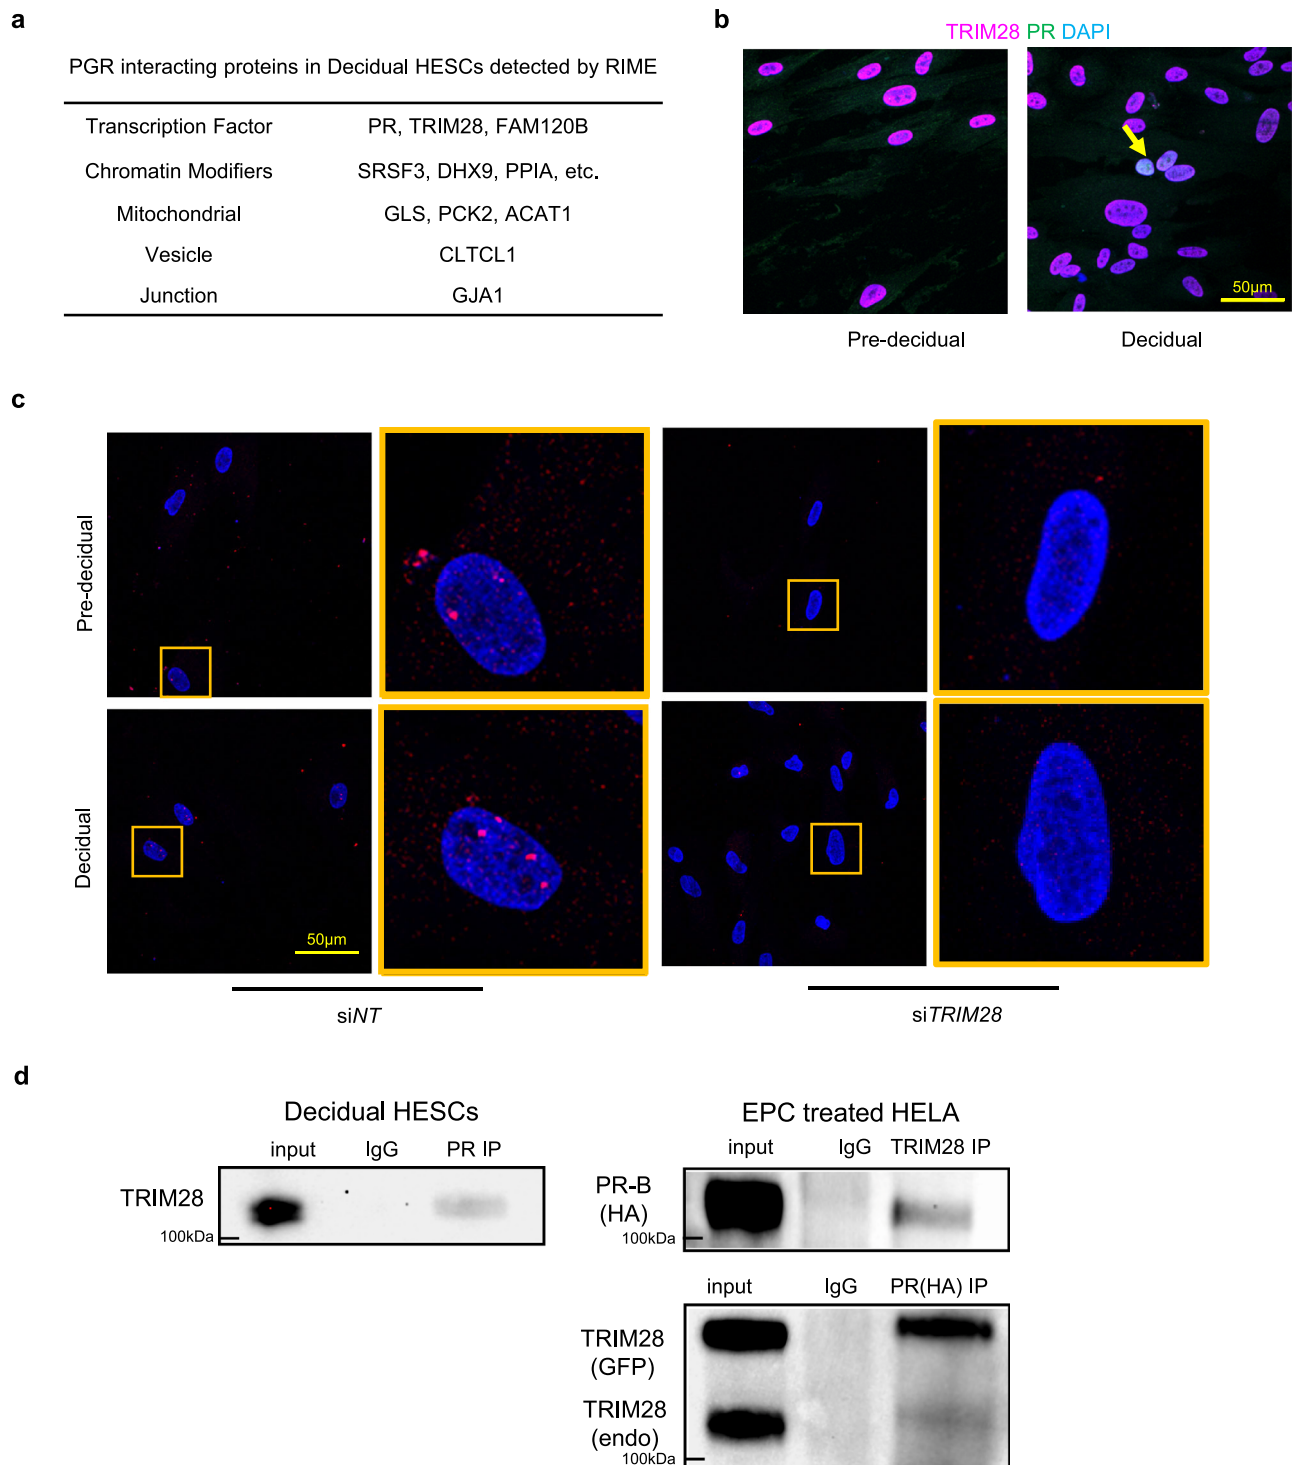 a
PGR interacting proteins in Decidual HESCs detected by RIME
Transcription Factor PR, TRIM28, FAM120B
Chromatin Modifiers SRSF3, DHX9, PPIA, etc.
Mitochondrial GLS, PCK2, ACAT1
Vesicle CLTCL1
Junction GJA1
b
TRIM28 PR DAPI
50µm
Pre-decidual Decidual
c
Pre-decidual
Decidual
50µm
siNT siTRIM28
d
Decidual HESCs
input IgG PR IP
TRIM28
100kDa
EPC treated HELA
input IgG TRIM28 IP
PR-B
(HA)
100kDa
input IgG PR(HA) IP
TRIM28
(GFP)
TRIM28
(endo)
100kDa